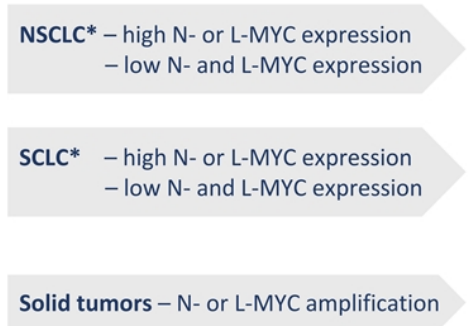 NSCLC* – high N- or L-MYC expression
– low N- and L-MYC expression
SCLC* – high N- or L-MYC expression
– low N- and L-MYC expression
Solid tumors – N- or L-MYC amplification